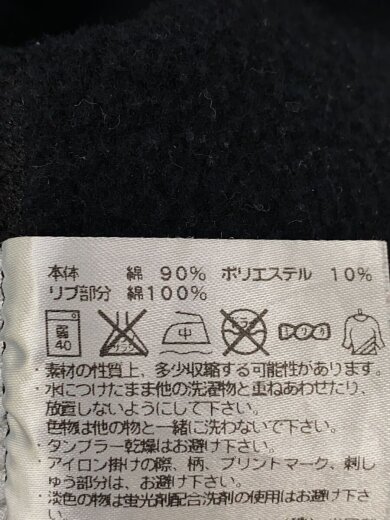 本体　綿 90% ポリエステル 10%
リブ部分 綿100%
弱
40
中
・素材の性質上、多少収縮する可能性があります。
・水につけたまま他の洗濯物と重ねあわせたり、
放置しないようにして下さい。
色物は他の物と一緒に洗わないで下さい。
・タンブラー乾燥はお避け下さい。
・アイロン掛けの際、柄、プリントマーク、刺し
ゅう部分は、お避け下さい。
・淡色の物は蛍光剤配合洗剤の使用はお避け下さ
い。